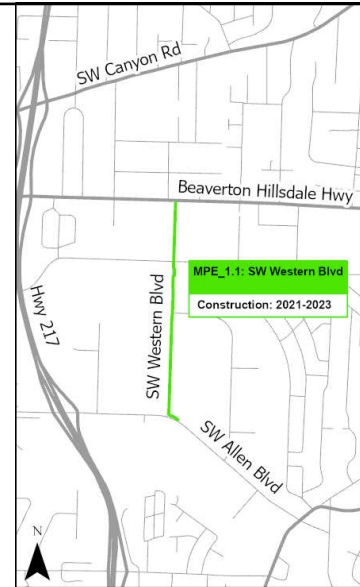 SW Canyon Rd
Beaverton Hillsdale Hwy
MPE_1.1: SW Western Blvd
Construction: 2021-2023
Hwy 217
SW Western Blvd
SW Allen Blvd
N